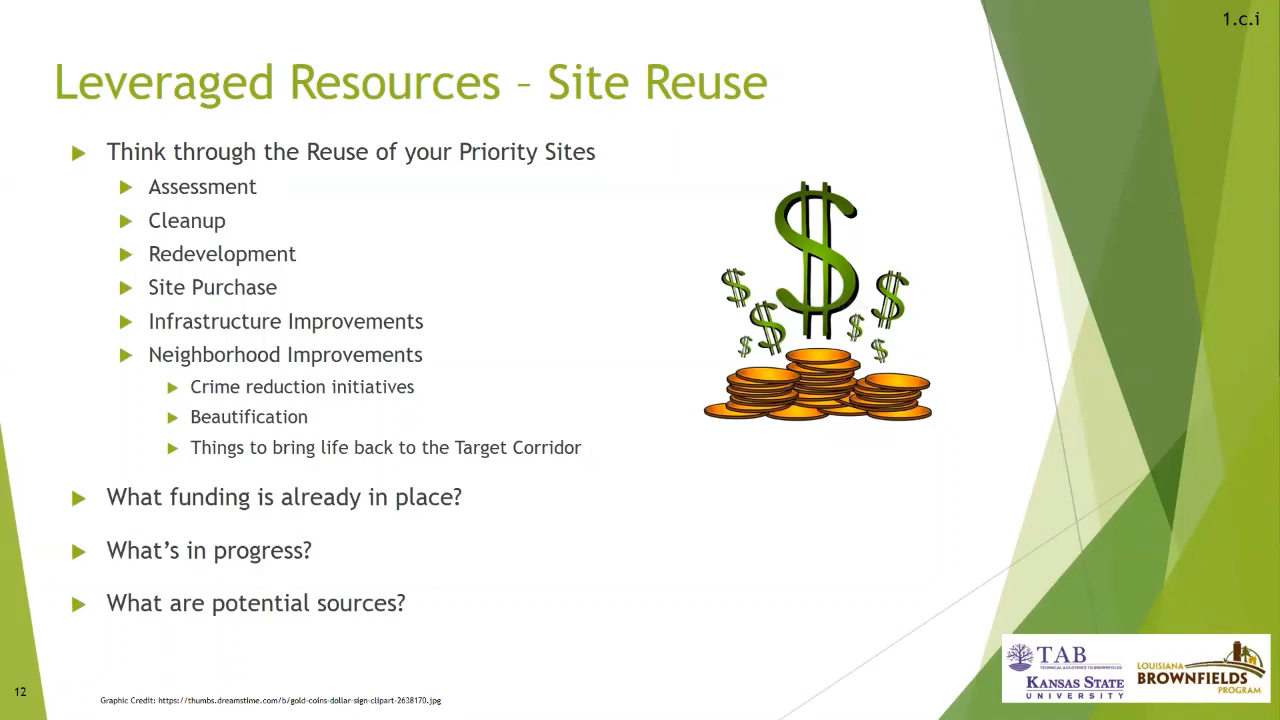 1.c.i
Leveraged Resources – Site Reuse
Think through the Reuse of your Priority Sites
Assessment
Cleanup
Redevelopment
Site Purchase
Infrastructure Improvements
Neighborhood Improvements
Crime reduction initiatives
Beautification
Things to bring life back to the Target Corridor
What funding is already in place?
What's in progress?
What are potential sources?
12
Graphic Credit: https://thumbs.dreamstime.com/b/gold-coins-dollar-sign-clipart-2638170.jpg
TAB
TECHNICAL ASSISTANCE TO BROWNFIELDS
KANSAS STATE
UNIVERSITY
LOUISIANA
BROWNFIELDS
PROGRAM